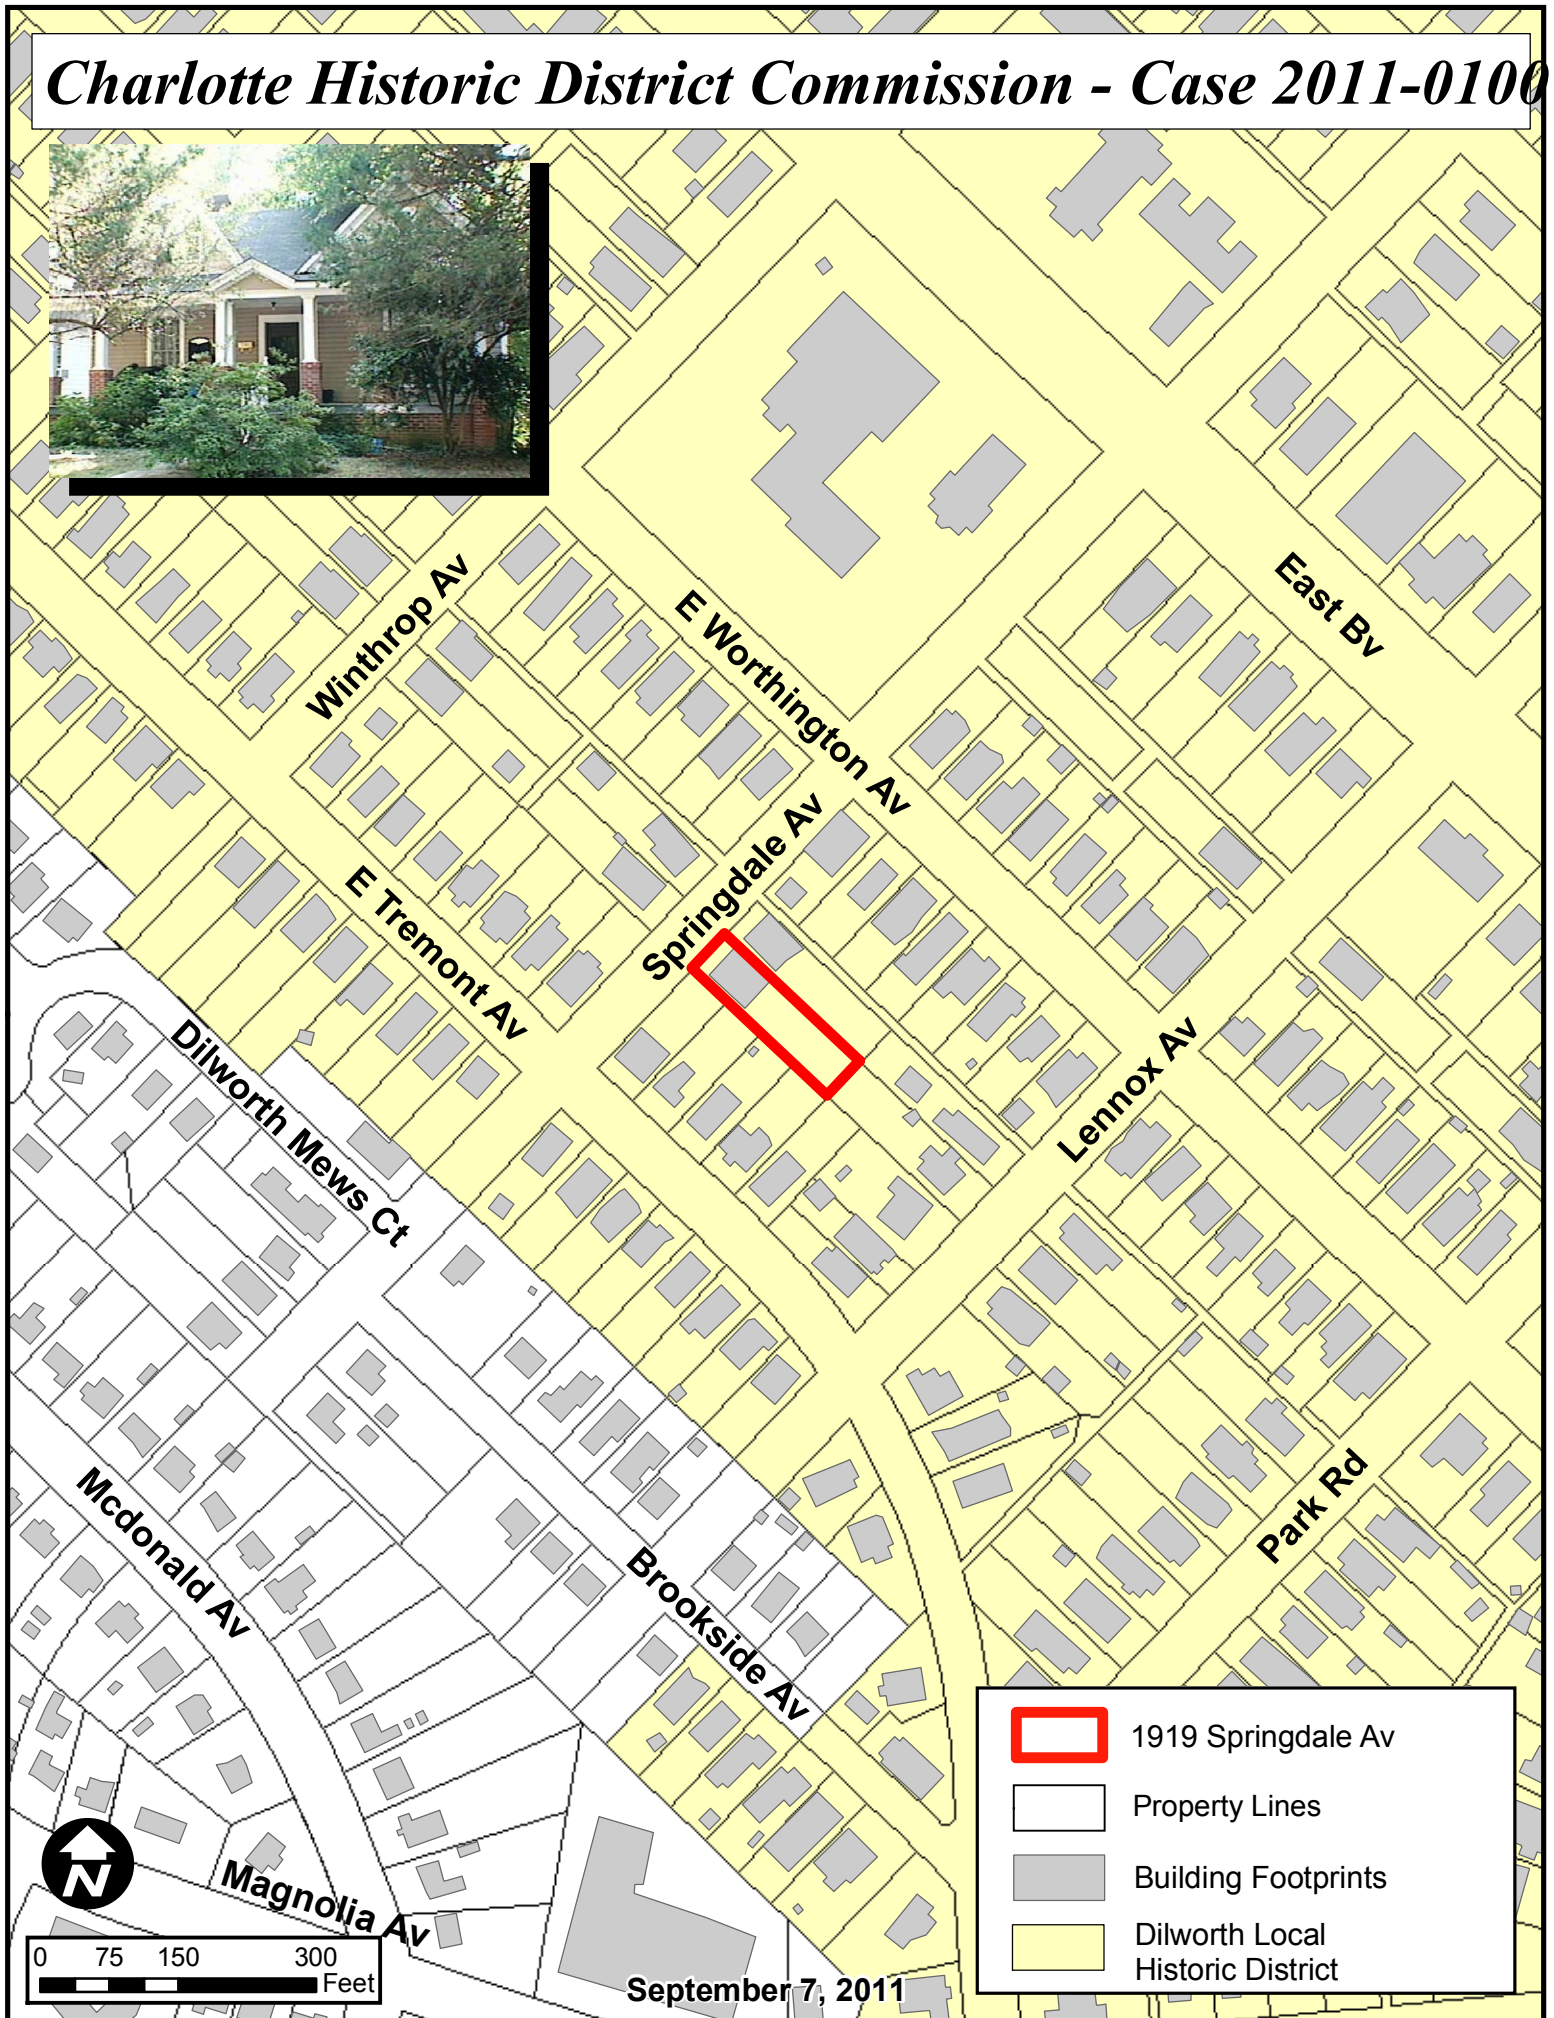 Charlotte Historic District Commission - Case 2011-0100
Winthrop Av
E Worthington Av
East Bv
Springdale Av
E Tremont Av
Lennox Av
Dilworth Mews Ct
Park Rd
Mcdonald Av
Brookside Av
Magnolia Av
1919 Springdale Av
Property Lines
Building Footprints
Dilworth Local
Historic District
N
0 75 150 300
Feet
September 7, 2011